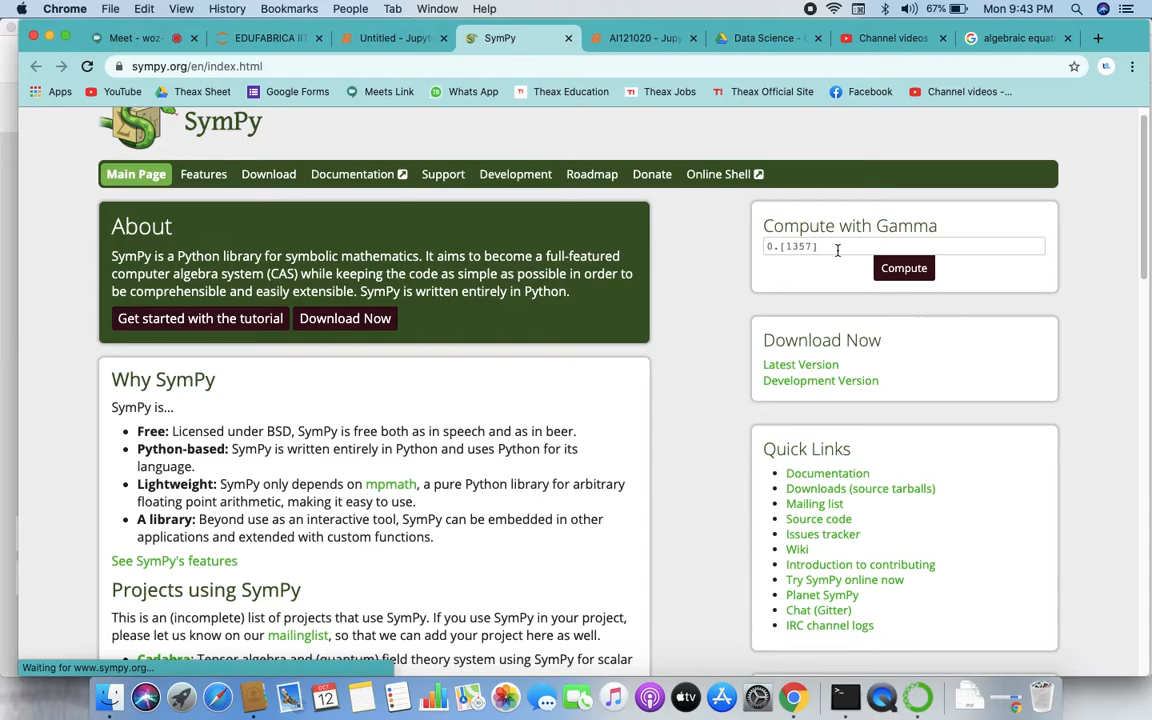 Chrome File Edit View History Bookmarks People Tab Window Help 67% Mon 9:43 PM
Meet - woz- EDUFABRICA IIT Untitled - Jupyte SymPy AI121020 - Jupy Data Science - Channel videos algebraic equat
sympy.org/en/index.html
Apps YouTube Theax Sheet Google Forms Meets Link Whats App Theax Education Theax Jobs Theax Official Site Facebook Channel videos -...
SymPy
Main Page Features Download Documentation Support Development Roadmap Donate Online Shell
About
SymPy is a Python library for symbolic mathematics. It aims to become a full-featured
computer algebra system (CAS) while keeping the code as simple as possible in order to
be comprehensible and easily extensible. SymPy is written entirely in Python.
Get started with the tutorial Download Now
Why SymPy
SymPy is...
Free: Licensed under BSD, SymPy is free both as in speech and as in beer.
Python-based: SymPy is written entirely in Python and uses Python for its
language.
Lightweight: SymPy only depends on mpmath, a pure Python library for arbitrary
floating point arithmetic, making it easy to use.
A library: Beyond use as an interactive tool, SymPy can be embedded in other
applications and extended with custom functions.
See SymPy's features
Projects using SymPy
This is an (incomplete) list of projects that use SymPy. If you use SymPy in your project,
please let us know on our mailinglist, so that we can add your project here as well.
Cadabra: Tensor algebra and (quantum) field theory system using SymPy for scalar
Compute with Gamma
0.[1357]
Compute
Download Now
Latest Version
Development Version
Quick Links
Documentation
Downloads (source tarballs)
Mailing list
Source code
Issues tracker
Wiki
Introduction to contributing
Try SymPy online now
Planet SymPy
Chat (Gitter)
IRC channel logs
Waiting for www.sympy.org...
12